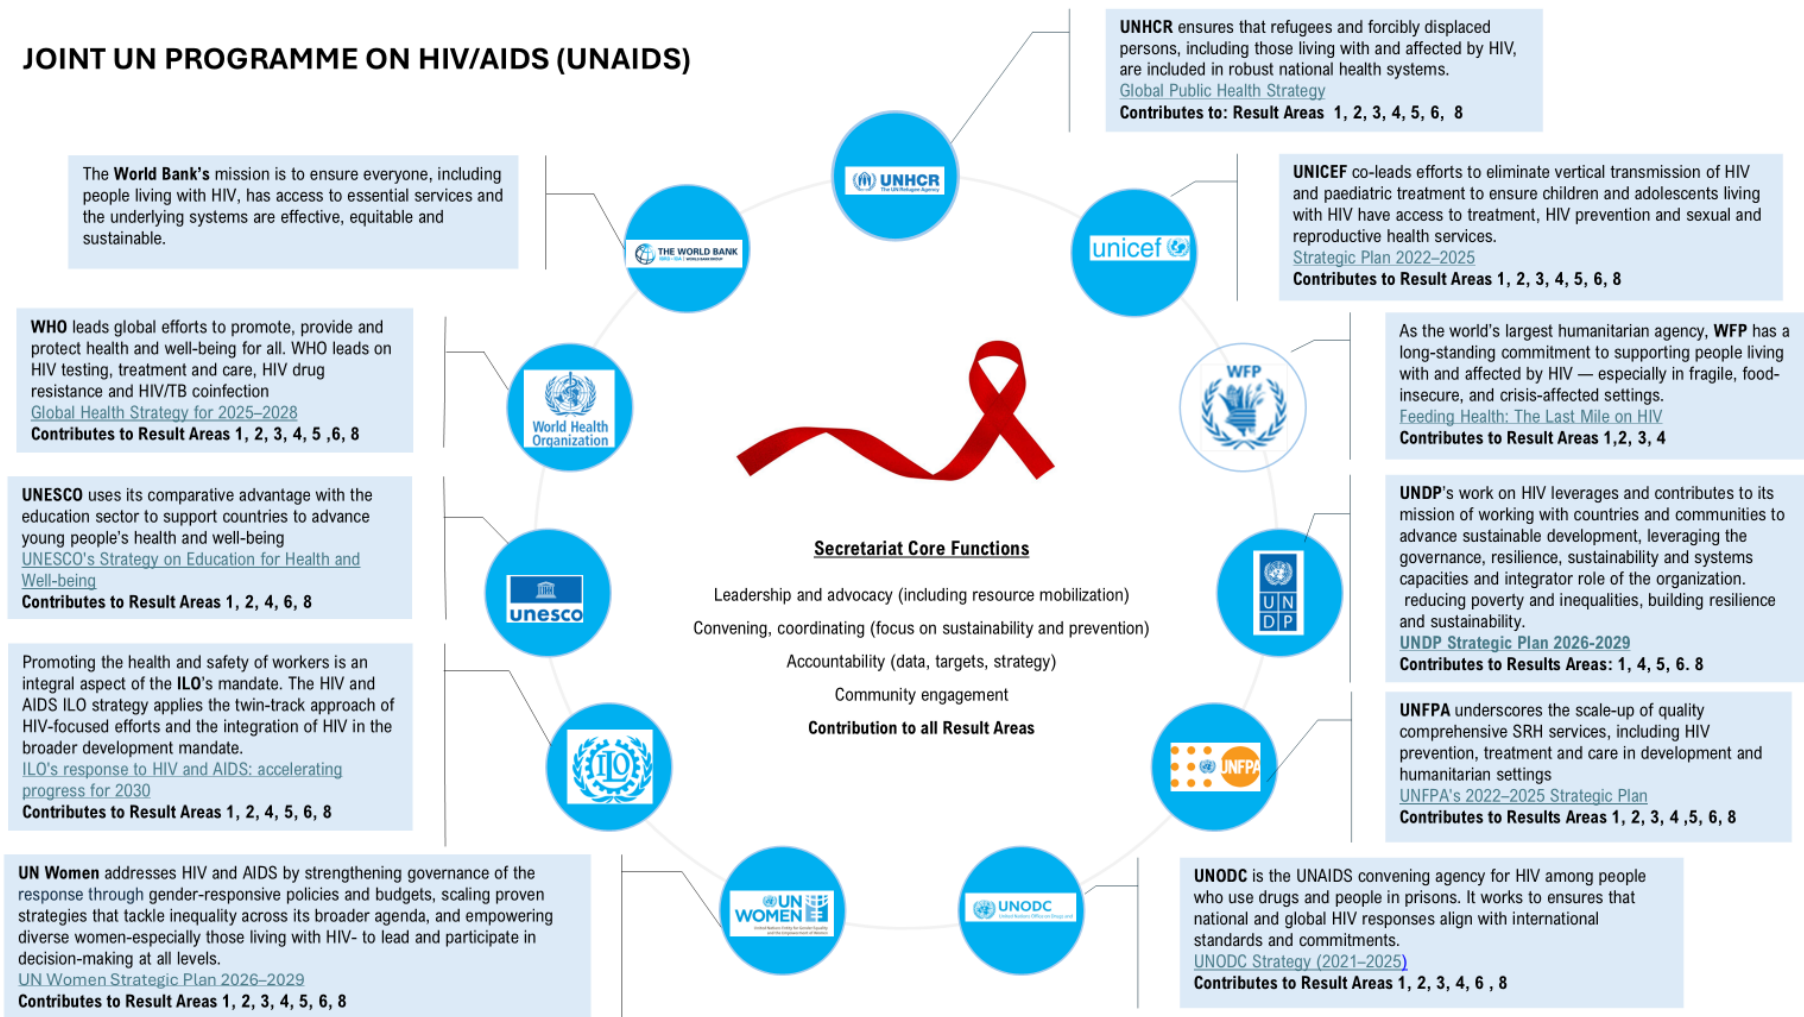 JOINT UN PROGRAMME ON HIV/AIDS (UNAIDS)
UNHCR ensures that refugees and forcibly displaced
persons, including those living with and affected by HIV,
are included in robust national health systems.
Global Public Health Strategy
Contributes to: Result Areas 1, 2, 3, 4, 5, 6, 8
The World Bank's mission is to ensure everyone, including
people living with HIV, has access to essential services and
the underlying systems are effective, equitable and
sustainable.
UNICEF co-leads efforts to eliminate vertical transmission of HIV
and paediatric treatment to ensure children and adolescents living
with HIV have access to treatment, HIV prevention and sexual and
reproductive health services.
Strategic Plan 2022–2025
Contributes to Result Areas 1, 2, 3, 4, 5, 6, 8
UNHCR
The UN Refugee Agency
THE WORLD BANK
IBRD • IDA | WORLD BANK GROUP
unicef
WHO leads global efforts to promote, provide and
protect health and well-being for all. WHO leads on
HIV testing, treatment and care, HIV drug
resistance and HIV/TB coinfection
Global Health Strategy for 2025–2028
Contributes to Result Areas 1, 2, 3, 4, 5 ,6, 8
World Health
Organization
WFP
As the world's largest humanitarian agency, WFP has a
long-standing commitment to supporting people living
with and affected by HIV — especially in fragile, food-
insecure, and crisis-affected settings.
Feeding Health: The Last Mile on HIV
Contributes to Result Areas 1,2, 3, 4
UNESCO uses its comparative advantage with the
education sector to support countries to advance
young people's health and well-being
UNESCO's Strategy on Education for Health and
Well-being
Contributes to Result Areas 1, 2, 4, 6, 8
unesco
Secretariat Core Functions
Leadership and advocacy (including resource mobilization)
Convening, coordinating (focus on sustainability and prevention)
Accountability (data, targets, strategy)
Community engagement
Contribution to all Result Areas
U N
D P
UNDP's work on HIV leverages and contributes to its
mission of working with countries and communities to
advance sustainable development, leveraging the
governance, resilience, sustainability and systems
capacities and integrator role of the organization.
reducing poverty and inequalities, building resilience
and sustainability.
UNDP Strategic Plan 2026-2029
Contributes to Results Areas: 1, 4, 5, 6. 8
Promoting the health and safety of workers is an
integral aspect of the ILO's mandate. The HIV and
AIDS ILO strategy applies the twin-track approach of
HIV-focused efforts and the integration of HIV in the
broader development mandate.
ILO's response to HIV and AIDS: accelerating
progress for 2030
Contributes to Result Areas 1, 2, 4, 5, 6, 8
ILO
UNFPA
UNFPA underscores the scale-up of quality
comprehensive SRH services, including HIV
prevention, treatment and care in development and
humanitarian settings
UNFPA's 2022–2025 Strategic Plan
Contributes to Results Areas 1, 2, 3, 4 ,5, 6, 8
UN Women addresses HIV and AIDS by strengthening governance of the
response through gender-responsive policies and budgets, scaling proven
strategies that tackle inequality across its broader agenda, and empowering
diverse women-especially those living with HIV- to lead and participate in
decision-making at all levels.
UN Women Strategic Plan 2026–2029
Contributes to Result Areas 1, 2, 3, 4, 5, 6, 8
UN
WOMEN
United Nations Entity for Gender Equality
and the Empowerment of Women
UNODC
United Nations Office on Drugs and
UNODC is the UNAIDS convening agency for HIV among people
who use drugs and people in prisons. It works to ensures that
national and global HIV responses align with international
standards and commitments.
UNODC Strategy (2021–2025)
Contributes to Result Areas 1, 2, 3, 4, 6 , 8